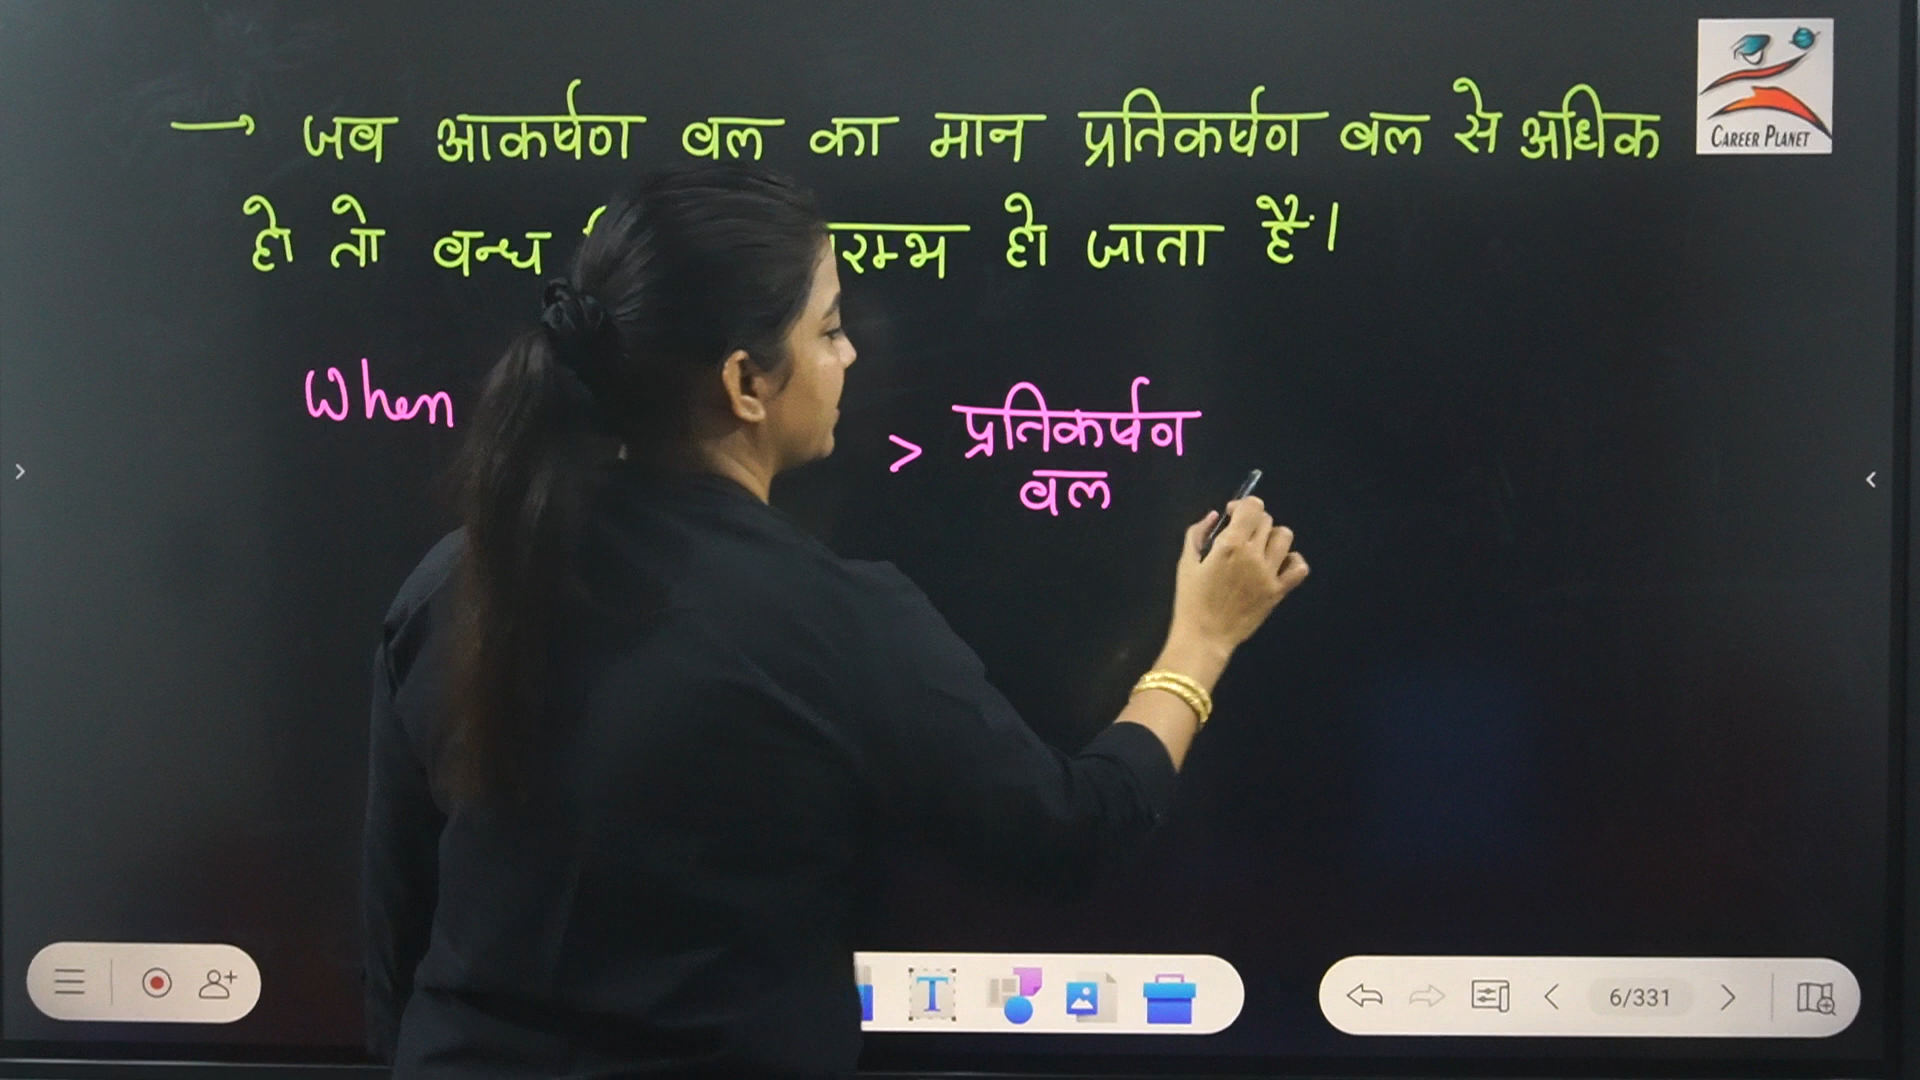 → जब आकर्षण बल का मान प्रतिकर्षण बल से अधिक
हो तो बन्ध रम्भ हो जाता है।
When > प्रतिकर्षण
बल
CAREER PLANET
T
6/331